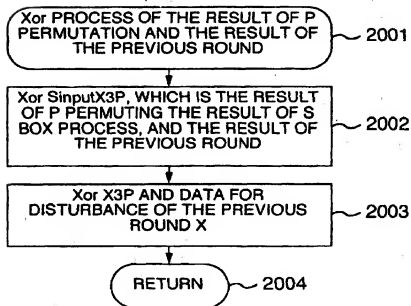 Xor PROCESS OF THE RESULT OF P
PERMUTATION AND THE RESULT OF
THE PREVIOUS ROUND
2001
Xor SinputX3P, WHICH IS THE RESULT
OF P PERMUTING THE RESULT OF S
BOX PROCESS, AND THE RESULT OF
THE PREVIOUS ROUND
2002
Xor X3P AND DATA FOR
DISTURBANCE OF THE PREVIOUS
ROUND X
2003
RETURN
2004